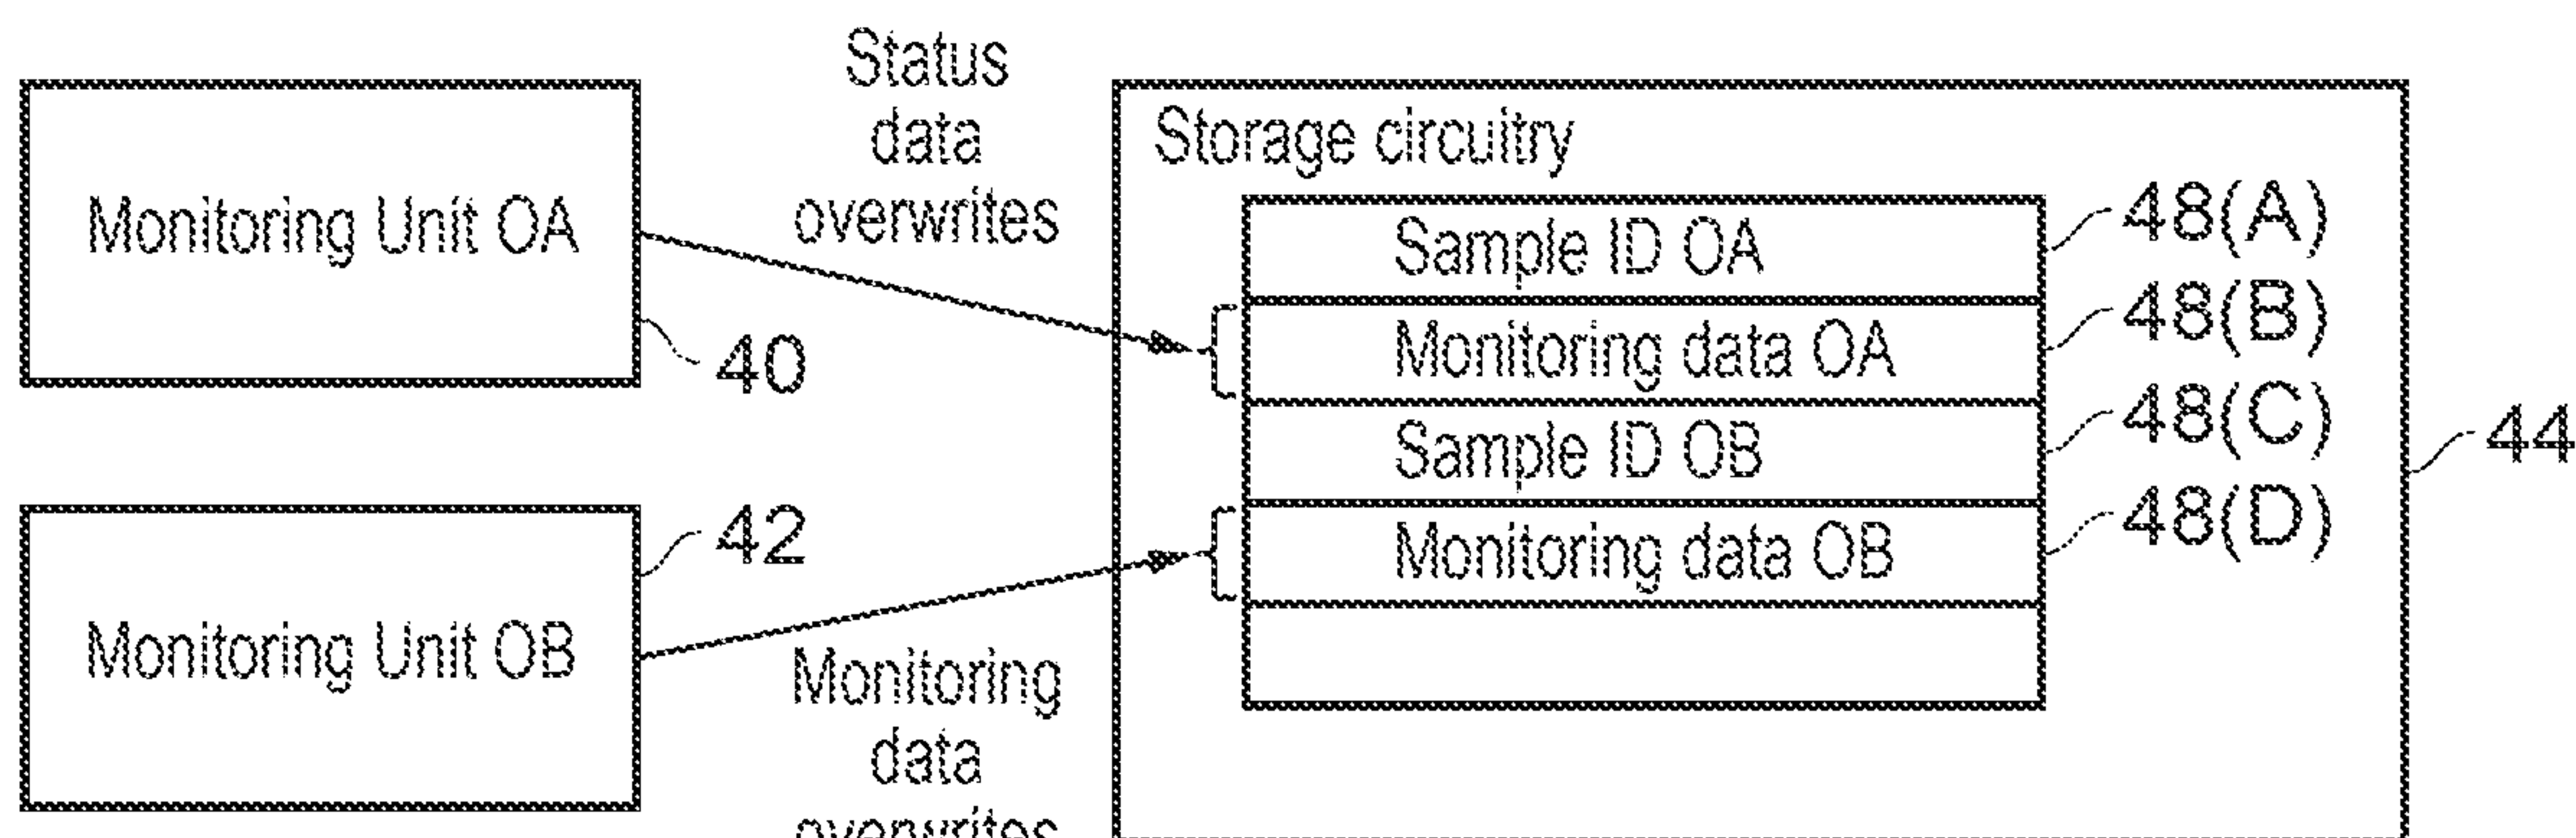 Status
data
overwrites
Monitoring Unit OA
40
Monitoring Unit OB
42
Monitoring
data
overwrites
Storage circuitry
Sample ID OA
48(A)
Monitoring data OA
48(B)
Sample ID OB
48(C)
Monitoring data OB
48(D)
44